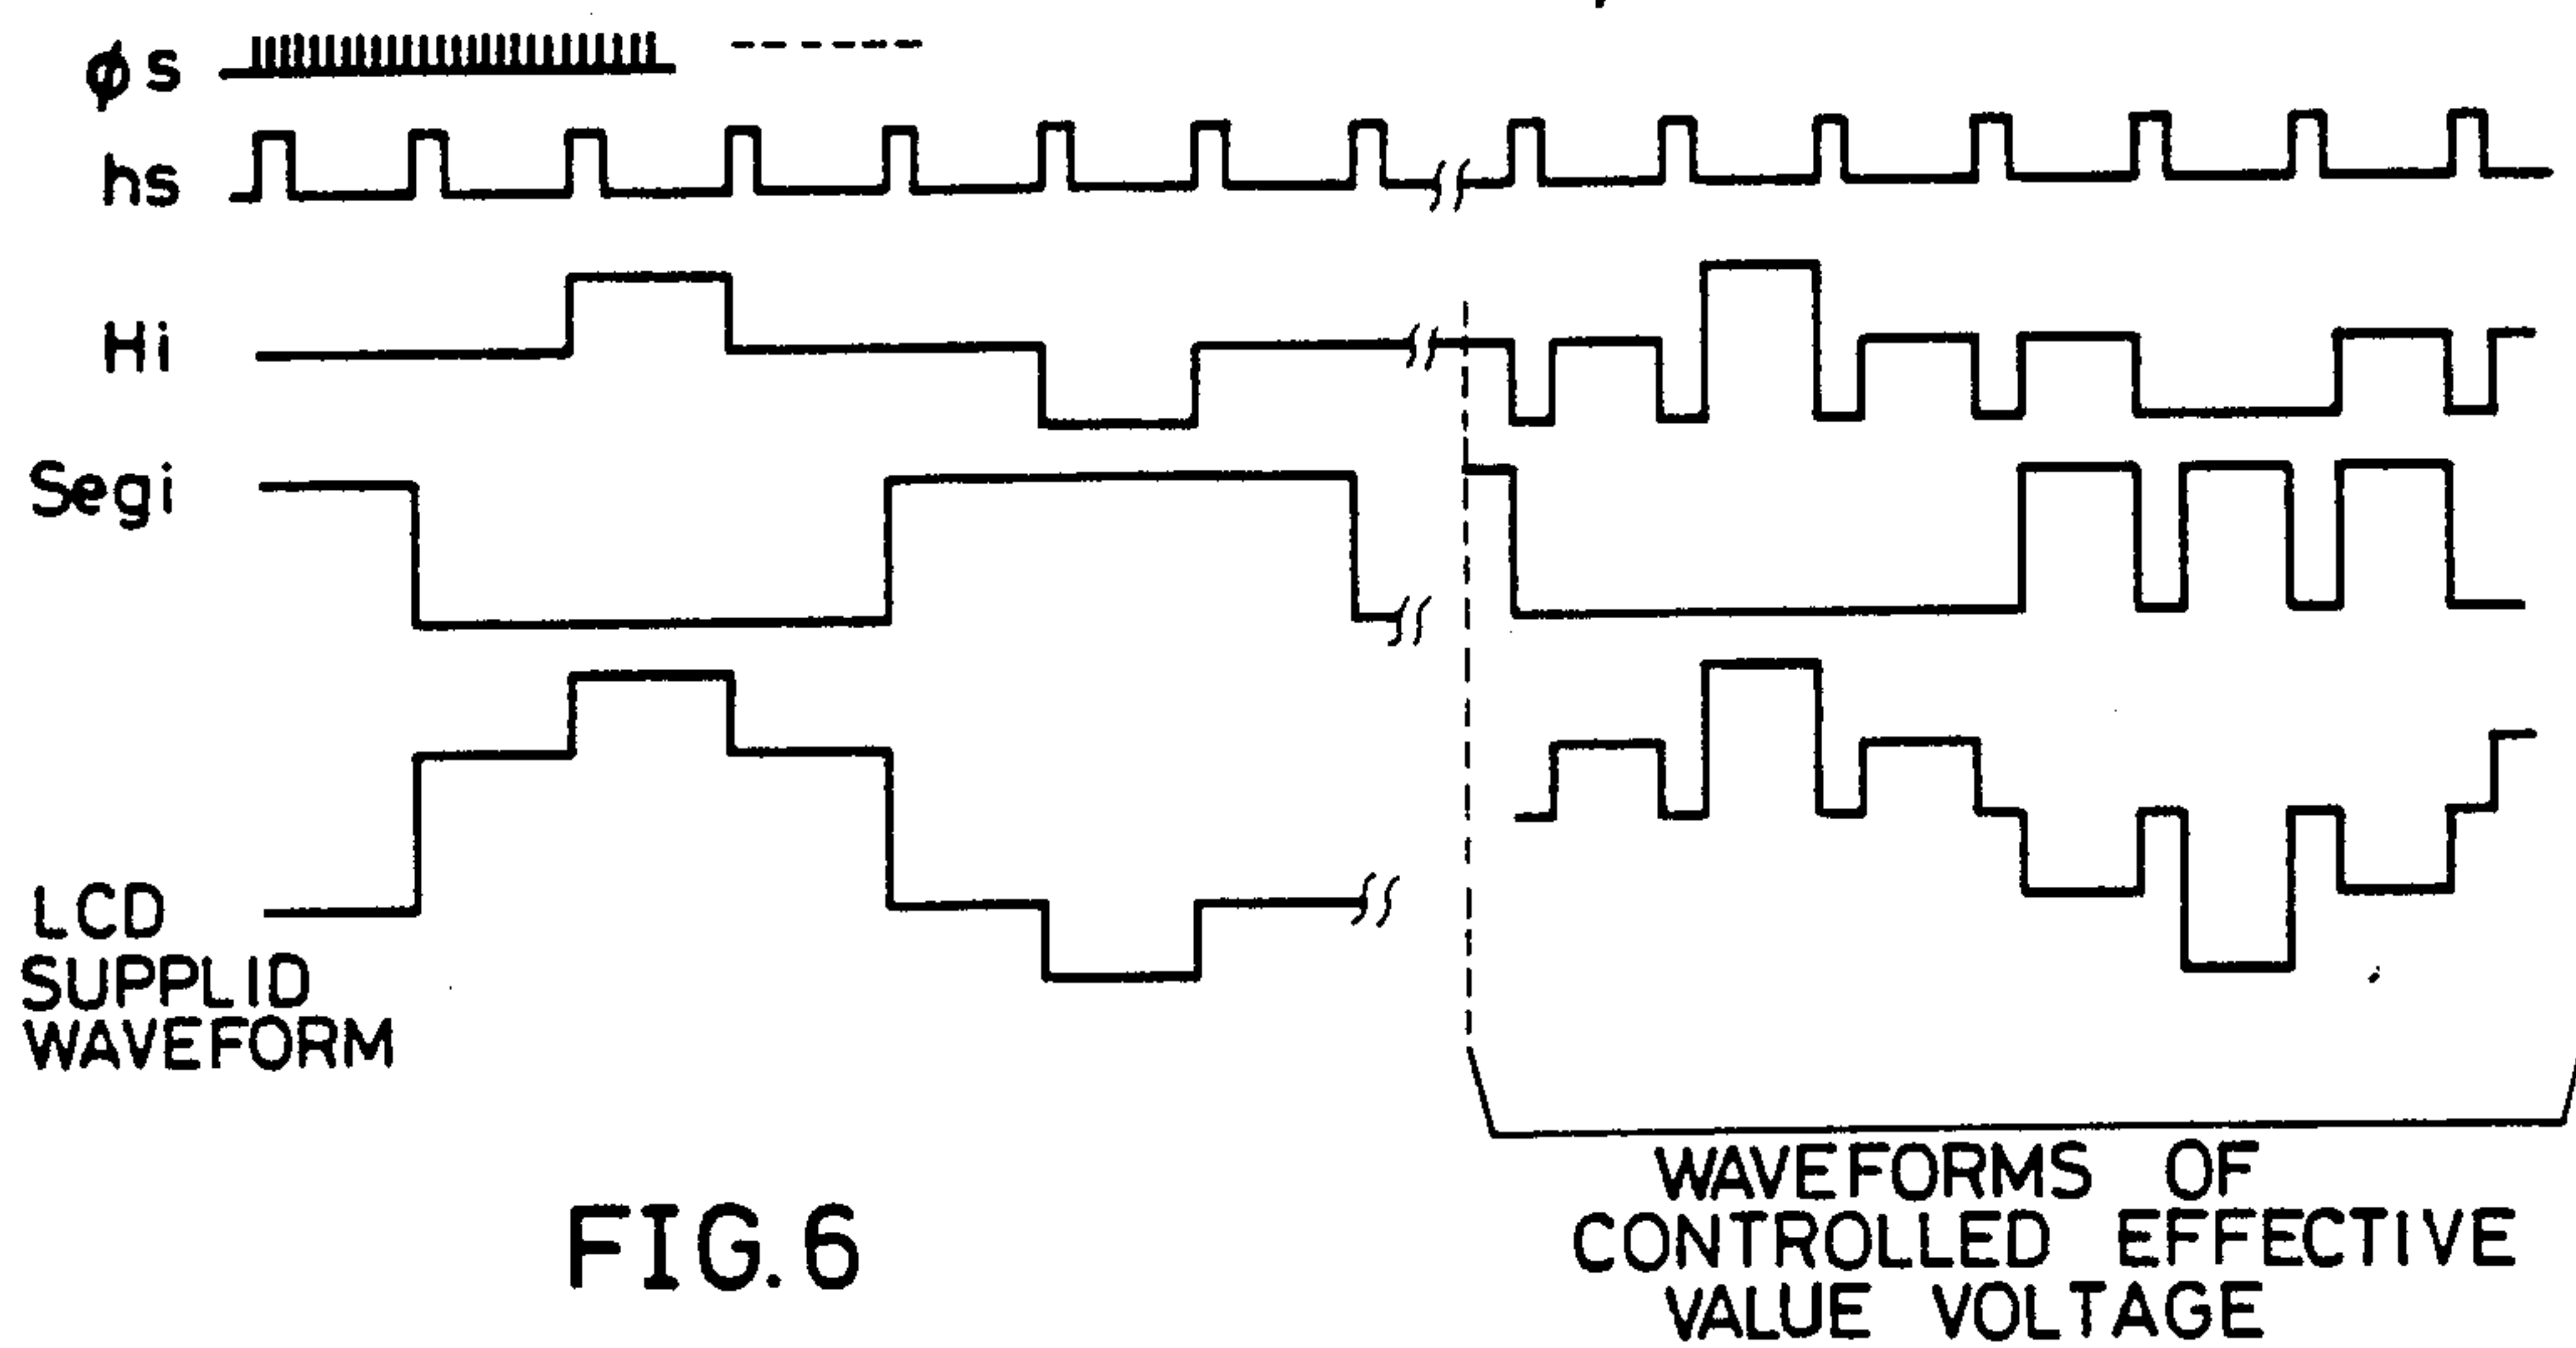 φs
hs
Hi
Segi
LCD
SUPPLID
WAVEFORM
WAVEFORMS OF
CONTROLLED EFFECTIVE
VALUE VOLTAGE
FIG.6